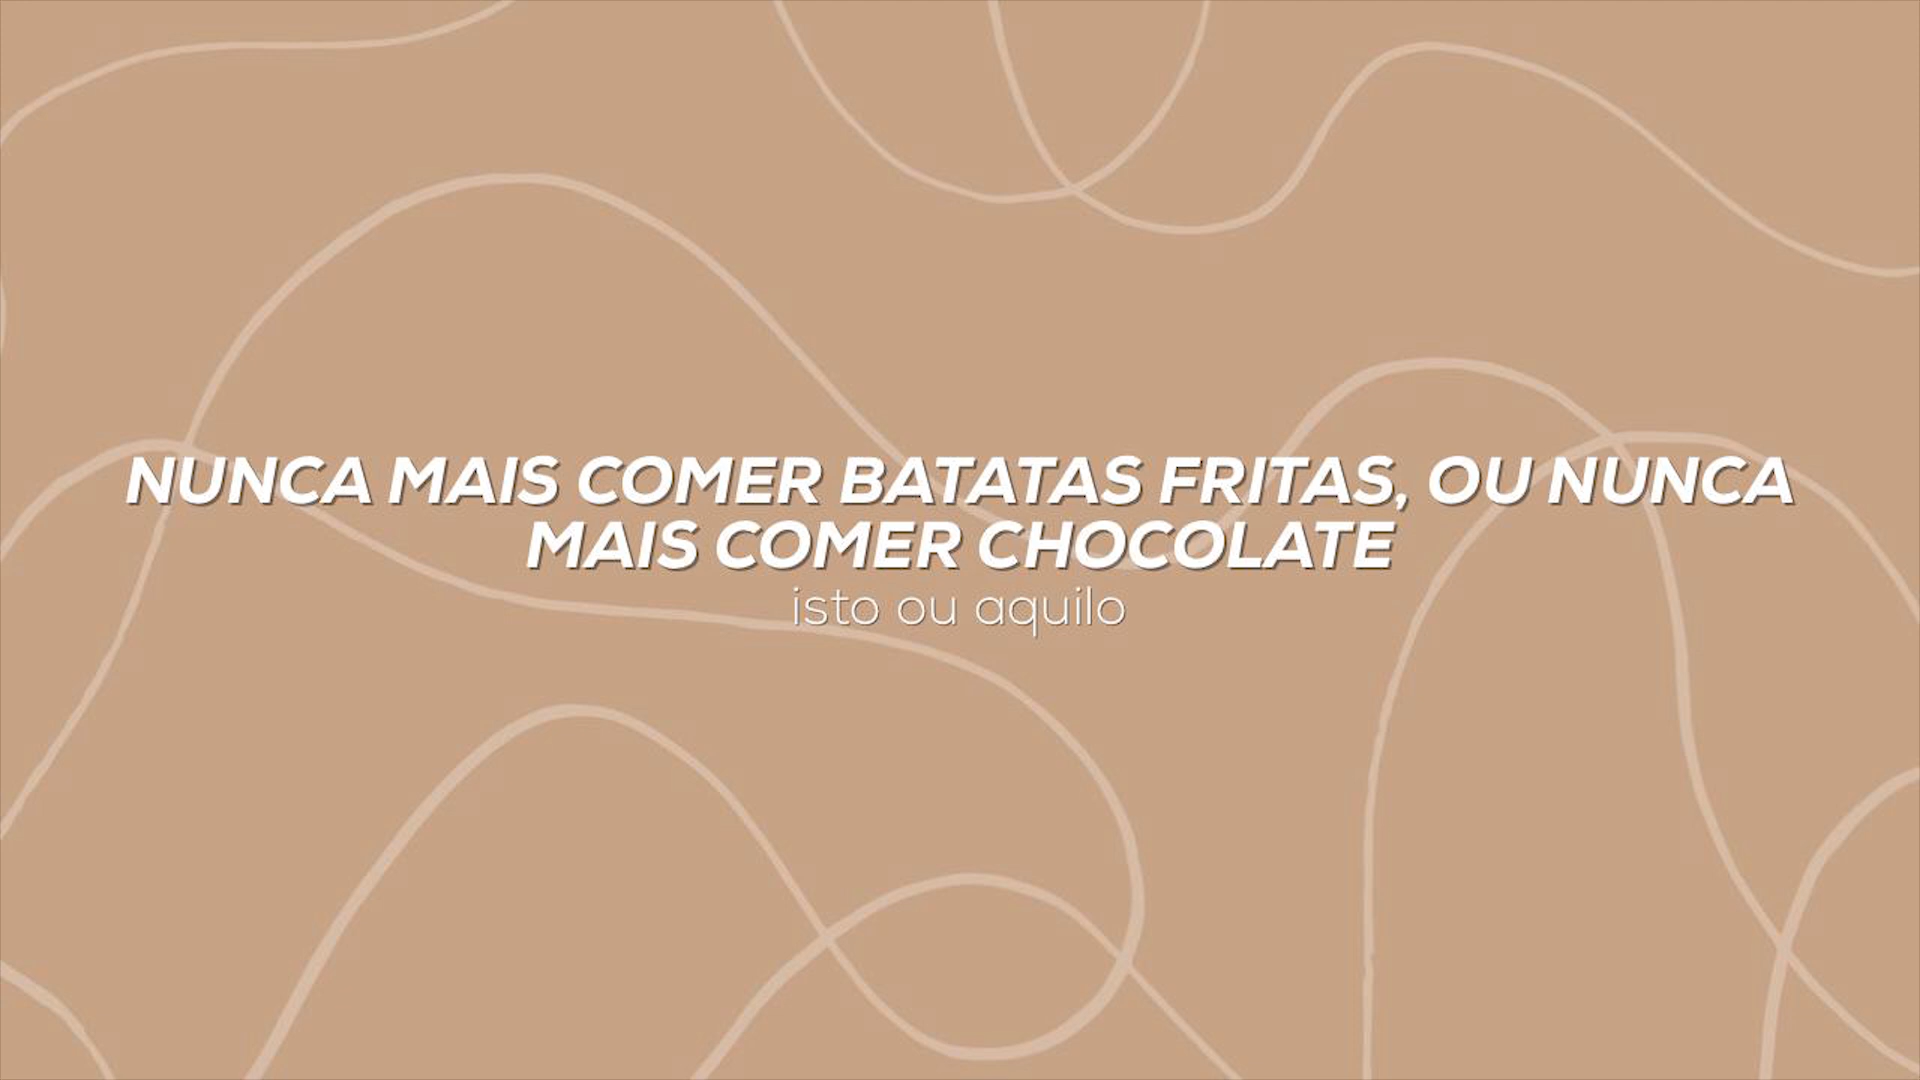 NUNCA MAIS COMER BATATAS FRITAS, OU NUNCA
MAIS COMER CHOCOLATE
isto ou aquilo